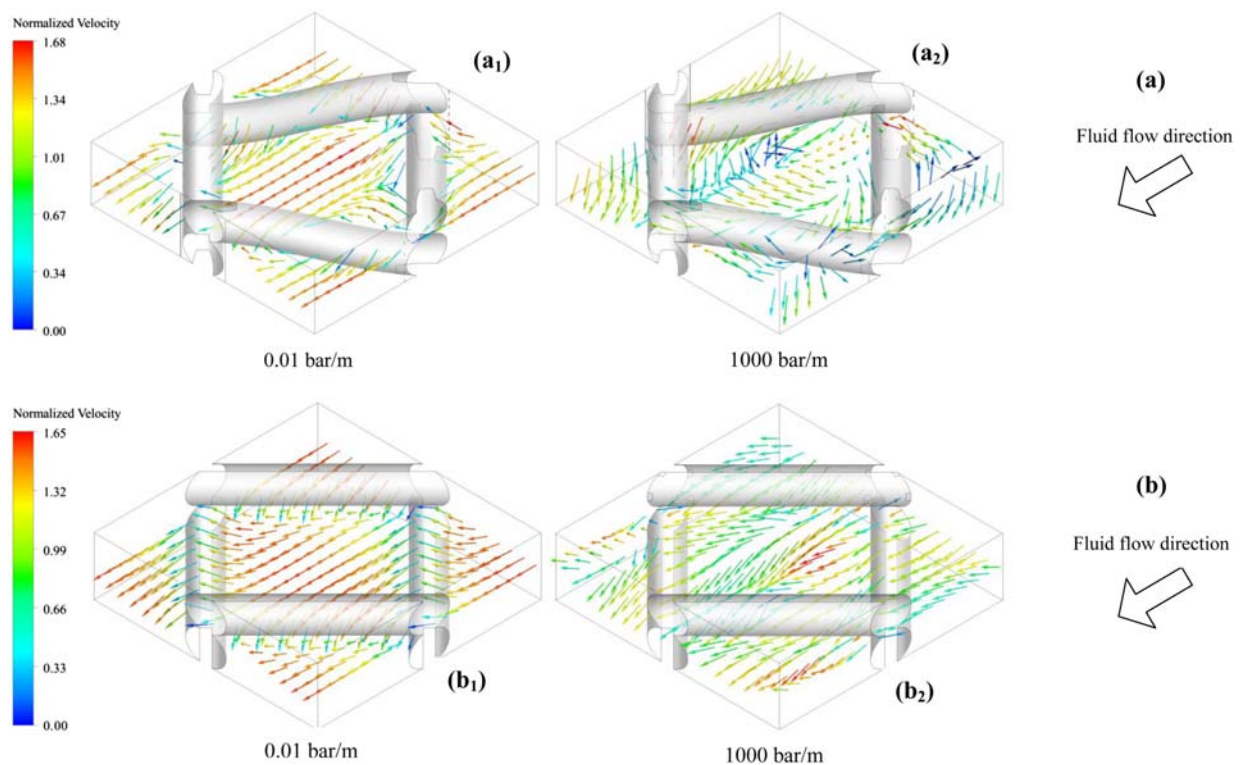 Normalized Velocity
1.68
1.34
1.01
0.67
0.34
0.00
(a1)
0.01 bar/m
(a2)
1000 bar/m
(a)
Fluid flow direction
Normalized Velocity
1.65
1.32
0.99
0.66
0.33
0.00
(b1)
0.01 bar/m
(b2)
1000 bar/m
(b)
Fluid flow direction